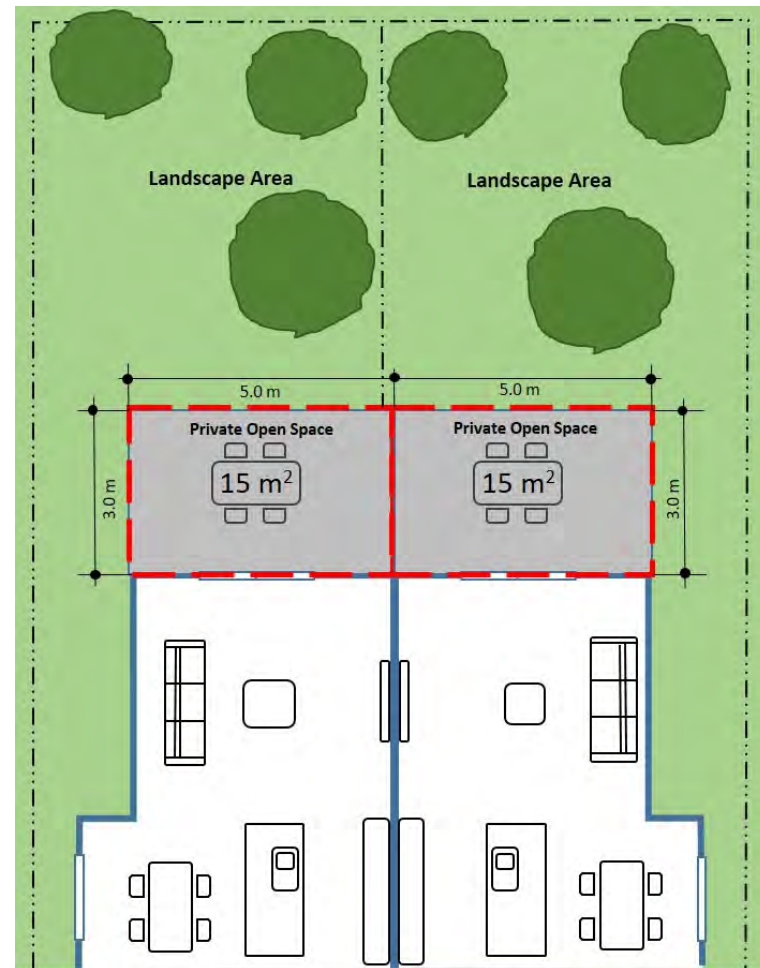 Landscape Area
Landscape Area
5.0 m
5.0 m
Private Open Space
Private Open Space
15 m²
15 m²
3.0 m
3.0 m